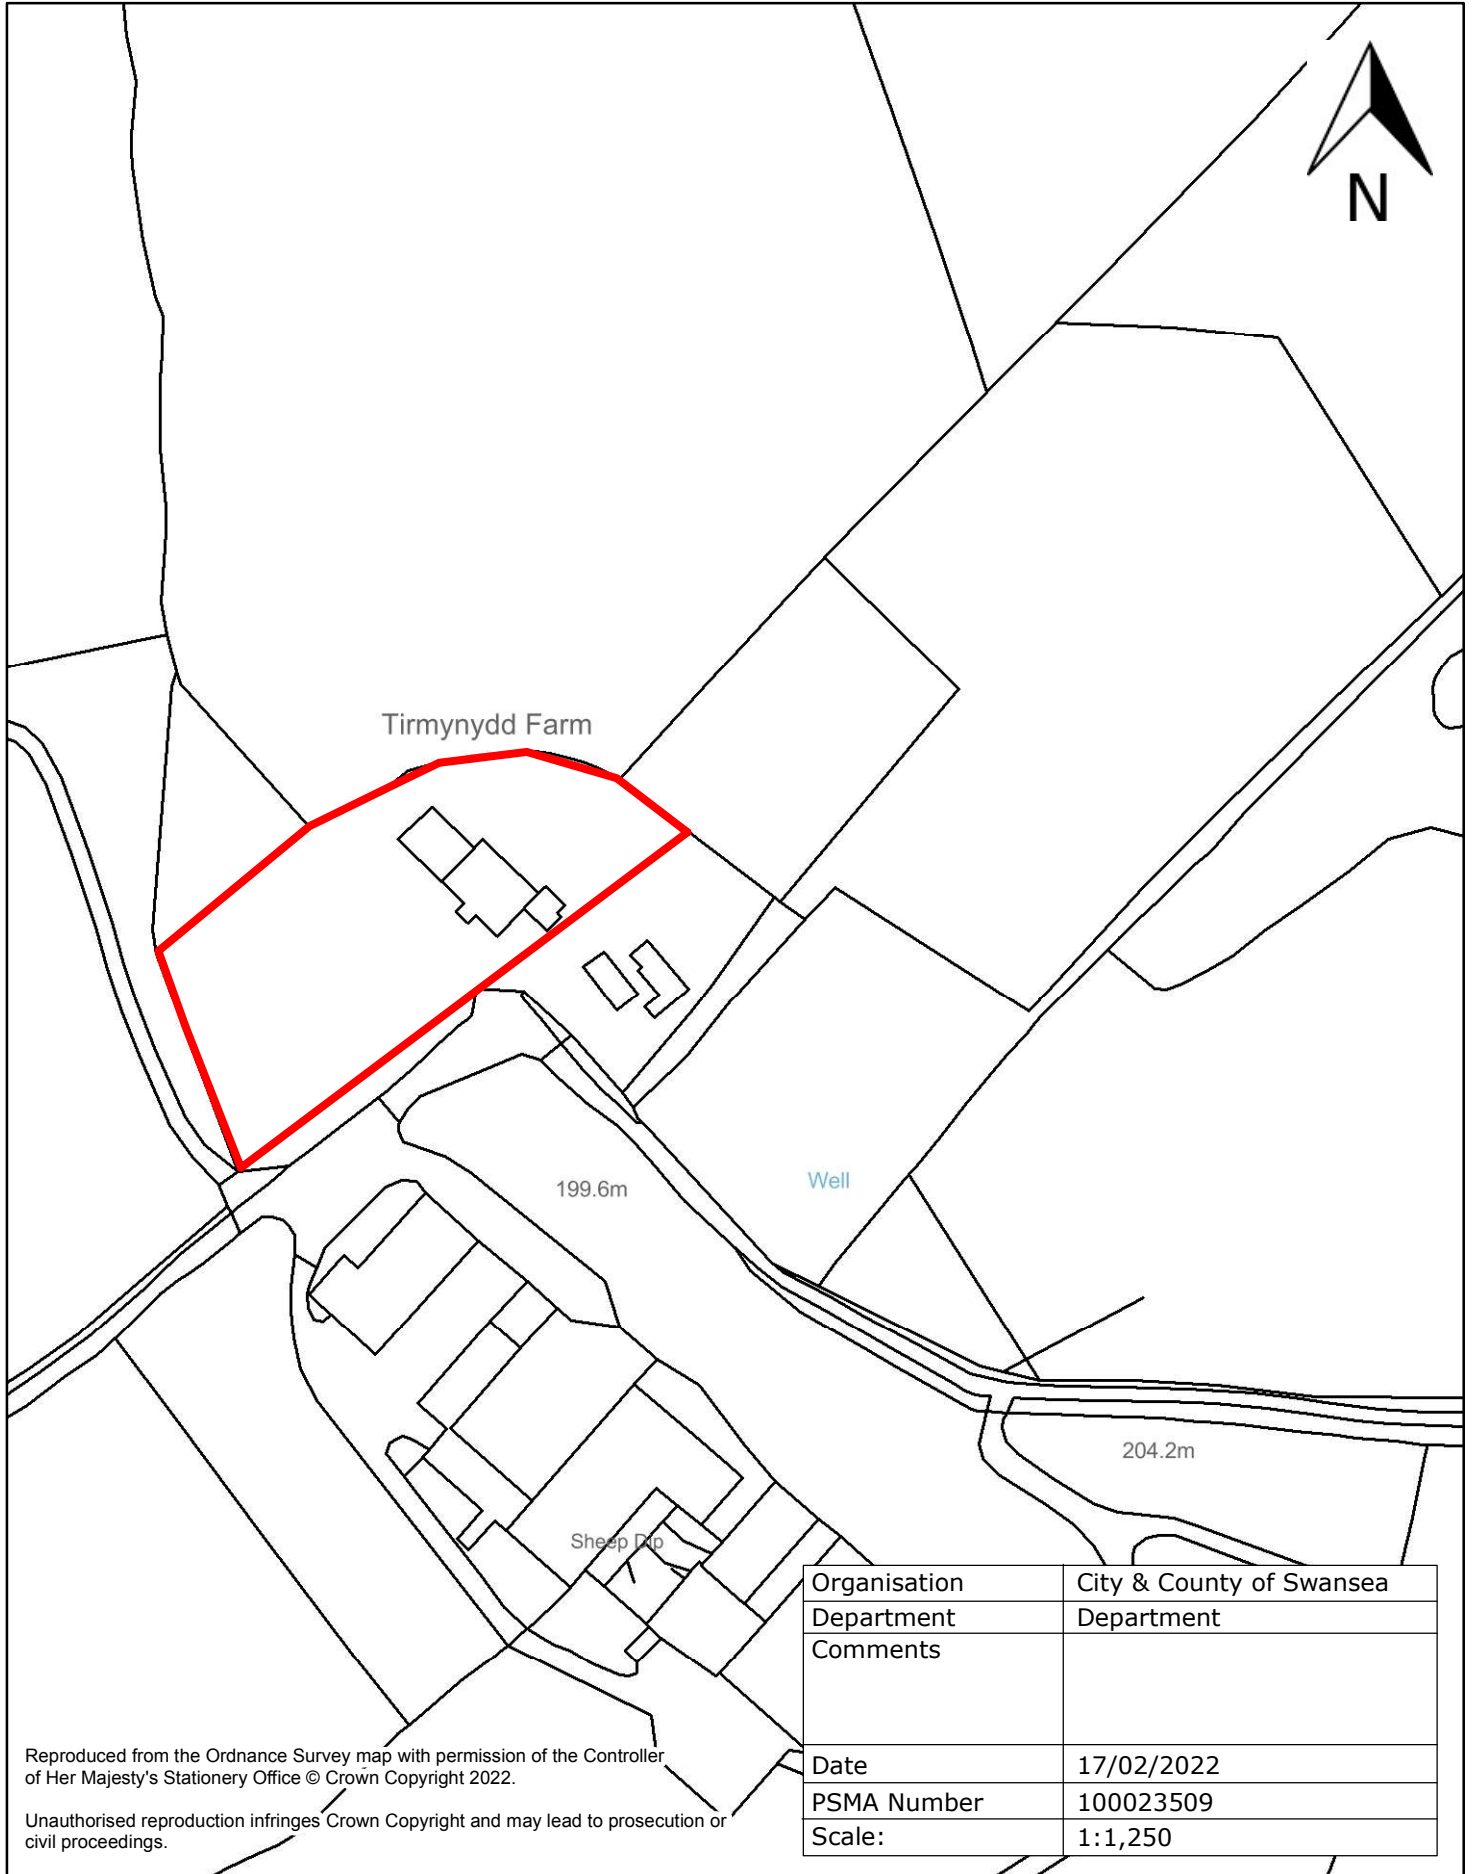 N
Tirmynydd Farm
199.6m
Well
204.2m
Sheep Dip
Organisation City & County of Swansea
Department Department
Comments
Date 17/02/2022
PSMA Number 100023509
Scale: 1:1,250
Reproduced from the Ordnance Survey map with permission of the Controller
of Her Majesty's Stationery Office © Crown Copyright 2022.
Unauthorised reproduction infringes Crown Copyright and may lead to prosecution or
civil proceedings.